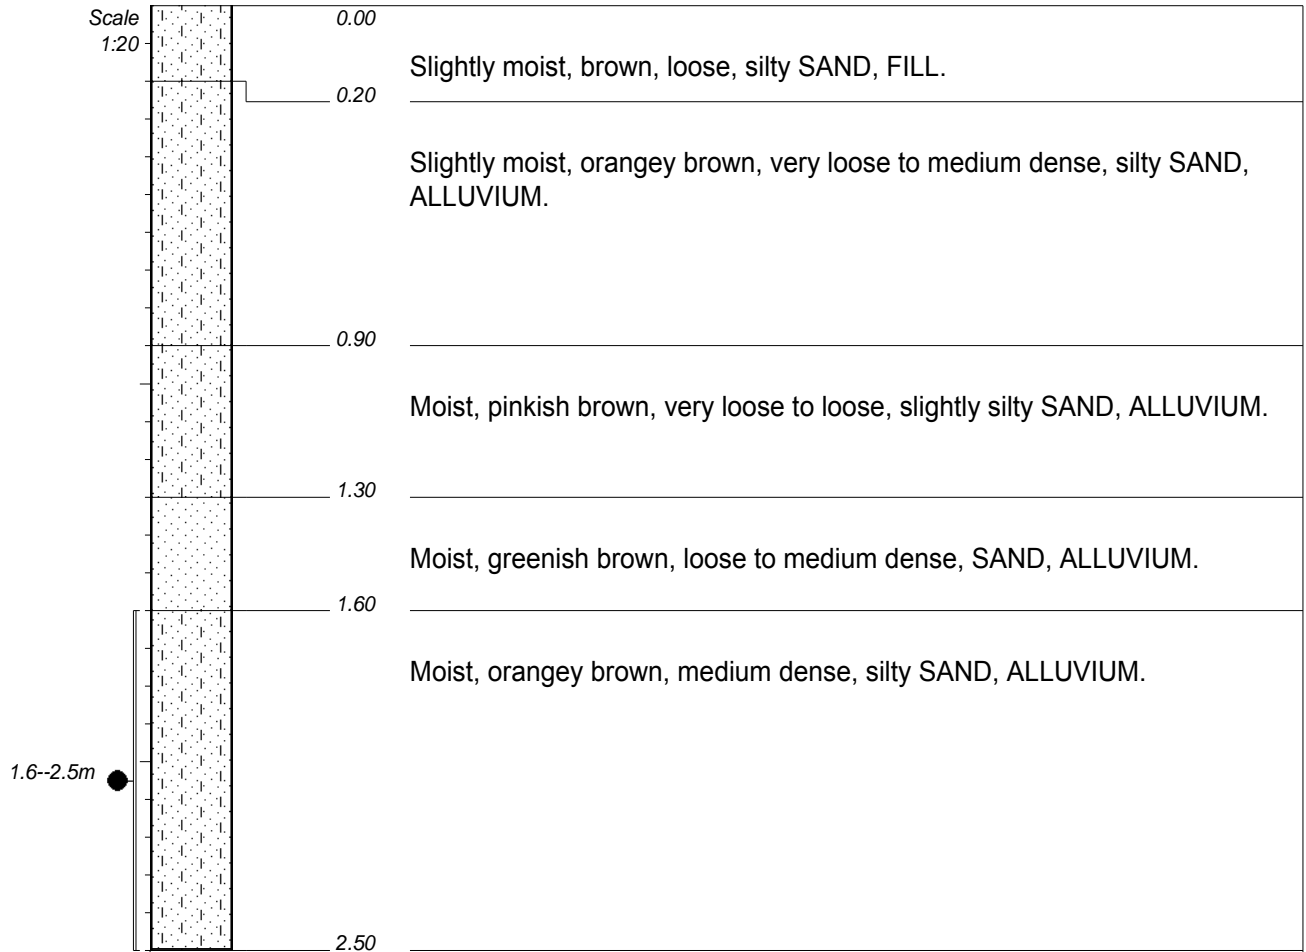 Scale
1:20
0.00
Slightly moist, brown, loose, silty SAND, FILL.
0.20
Slightly moist, orangey brown, very loose to medium dense, silty SAND,
ALLUVIUM.
0.90
Moist, pinkish brown, very loose to loose, slightly silty SAND, ALLUVIUM.
1.30
Moist, greenish brown, loose to medium dense, SAND, ALLUVIUM.
1.60
Moist, orangey brown, medium dense, silty SAND, ALLUVIUM.
1.6--2.5m
2.50